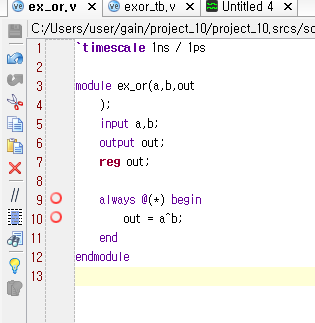 ex_or.v exor_tb.v Untitled 4
C:/Users/user/gain/project_10/project_10.srcs/so
1 `timescale 1ns / 1ps
2
3 module ex_or(a,b,out
4 );
5 input a,b;
6 output out;
7 reg out;
8
9 always @(*) begin
10 out = a^b;
11 end
12 endmodule
13